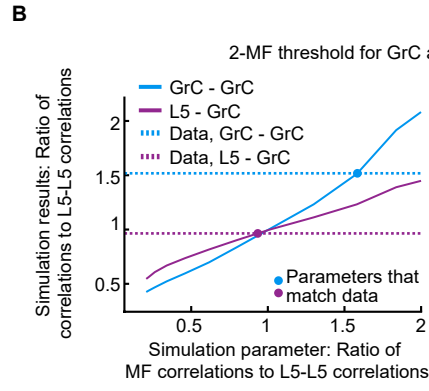 B
2-MF threshold for GrC
GrC - GrC
L5 - GrC
Data, GrC - GrC
Data, L5 - GrC
Simulation results: Ratio of
correlations to L5-L5 correlations
2
1.5
1
0.5
Parameters that
match data
0.5 1 1.5 2
Simulation parameter: Ratio of
MF correlations to L5-L5 correlations